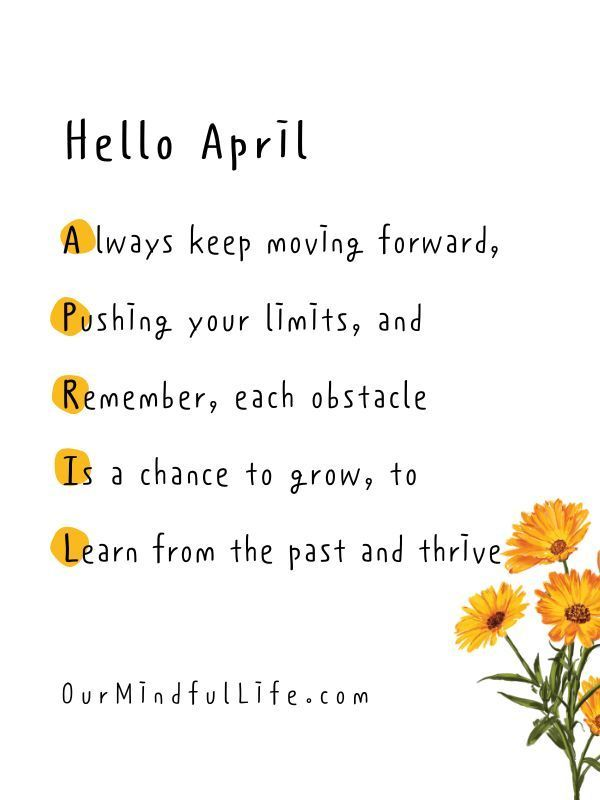 Hello April
Always keep moving forward,
Pushing your limits, and
Remember, each obstacle
Is a chance to grow, to
Learn from the past and thrive
OurMindfulLife.com